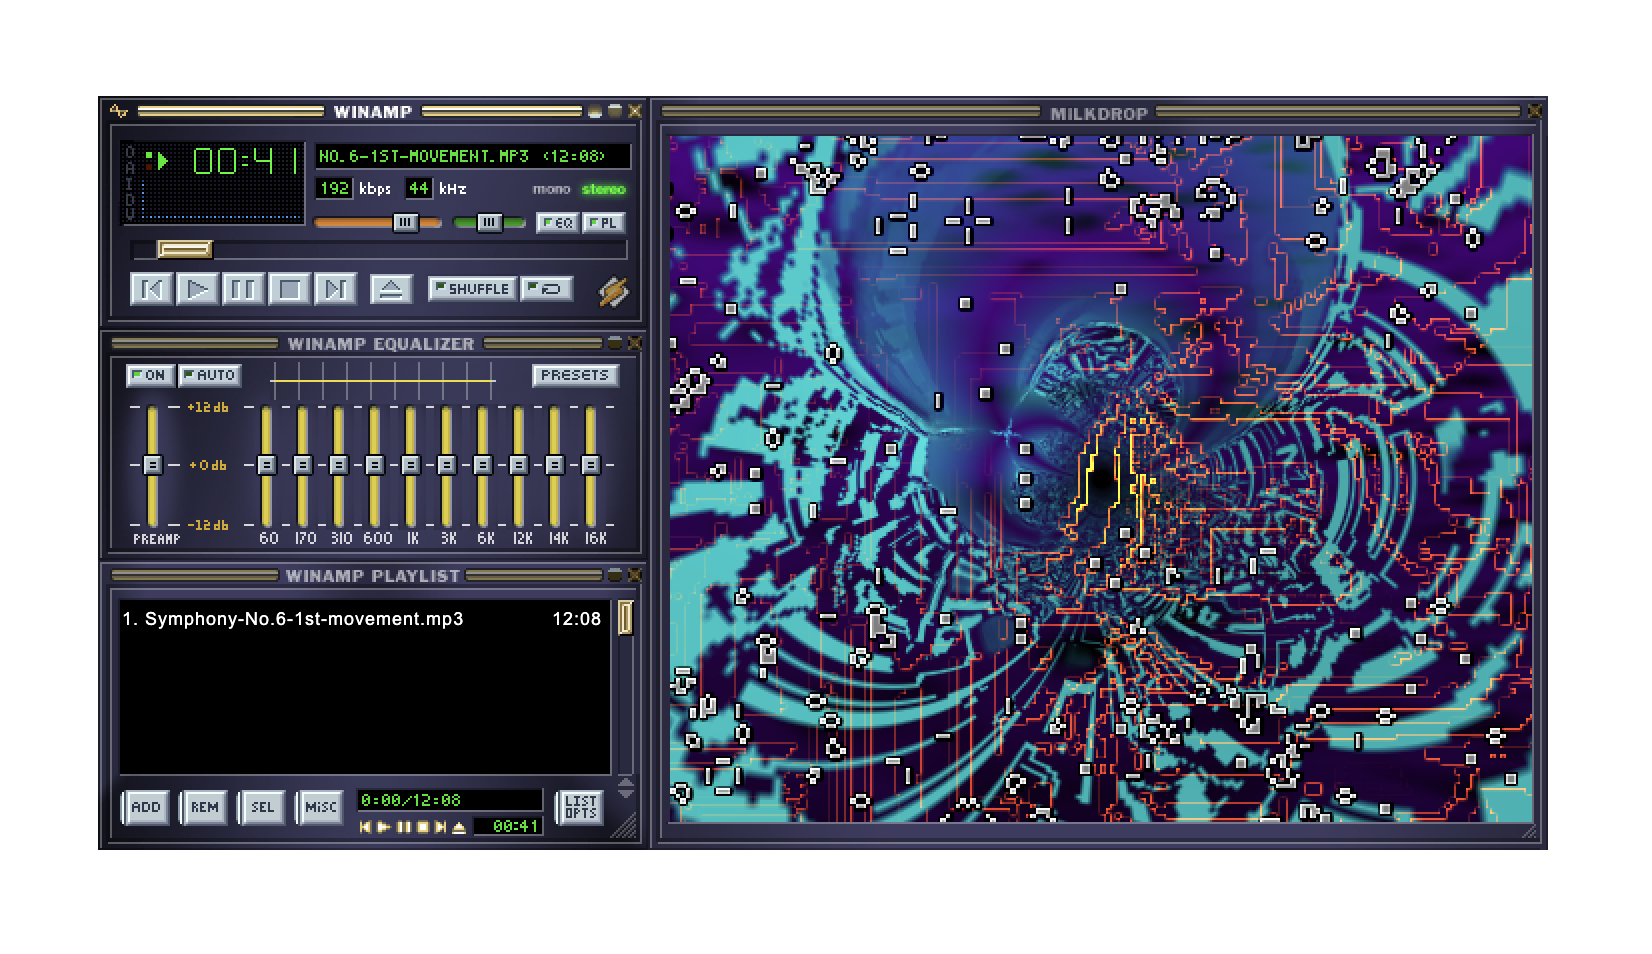 WINAMP
O
A
I
D
V
00:41
NO.6-1ST-MOVEMENT.MP3 <12:08>
192 kbps 44 kHz mono stereo
EQ PL
SHUFFLE
WINAMP EQUALIZER
ON AUTO PRESETS
+12db
+0db
-12db
PREAMP 60 170 310 600 1K 3K 6K 12K 14K 16K
WINAMP PLAYLIST
1. Symphony-No.6-1st-movement.mp3 12:08
ADD REM SEL MISC
0:00/12:08
00:41
LIST
OPTS
MILKDROP